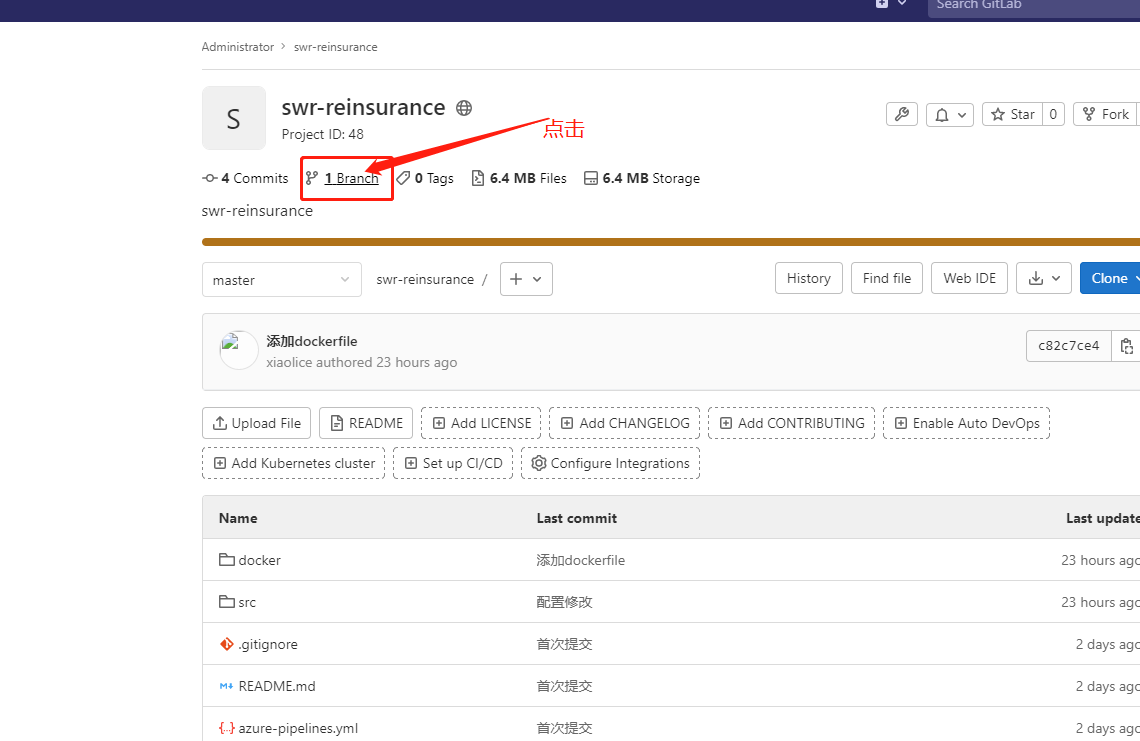 Search GitLab
Administrator > swr-reinsurance
S
swr-reinsurance
Project ID: 48
Star 0
Fork
点击
4 Commits 1 Branch 0 Tags 6.4 MB Files 6.4 MB Storage
swr-reinsurance
master swr-reinsurance / + History Find file Web IDE Clone
添加dockerfile
xiaolice authored 23 hours ago
c82c7ce4
Upload File README Add LICENSE Add CHANGELOG Add CONTRIBUTING Enable Auto DevOps
Add Kubernetes cluster Set up CI/CD Configure Integrations
Name Last commit Last update
docker 添加dockerfile 23 hours ago
src 配置修改 23 hours ago
.gitignore 首次提交 2 days ago
M+ README.md 首次提交 2 days ago
{..} azure-pipelines.yml 首次提交 2 days ago